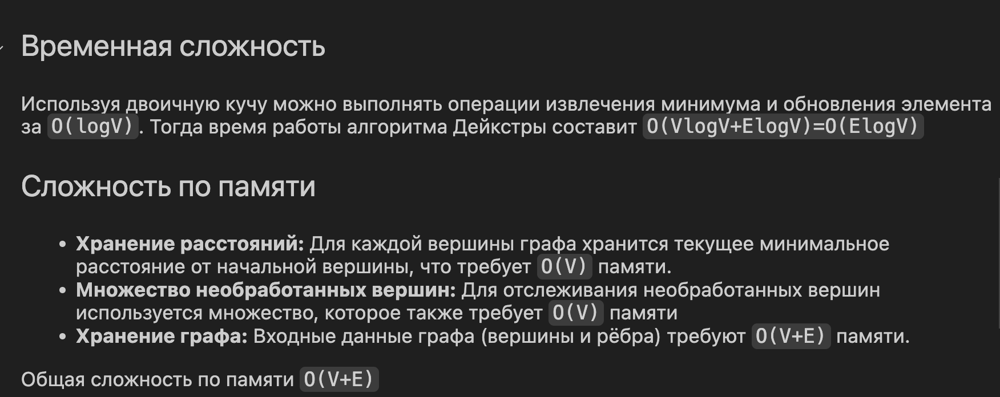 Временная сложность
Используя двоичную кучу можно выполнять операции извлечения минимума и обновления элемента
за O(logV). Тогда время работы алгоритма Дейкстры составит O(VlogV+ElogV)=O(ElogV)
Сложность по памяти
• Хранение расстояний: Для каждой вершины графа хранится текущее минимальное
расстояние от начальной вершины, что требует O(V) памяти.
• Множество необработанных вершин: Для отслеживания необработанных вершин
используется множество, которое также требует O(V) памяти
• Хранение графа: Входные данные графа (вершины и рёбра) требуют O(V+E) памяти.
Общая сложность по памяти O(V+E)